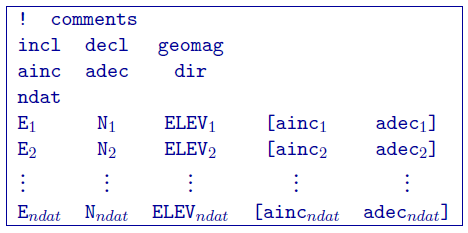 ! comments
incl decl geomag
ainc adec dir
ndat
E₁ N₁ ELEV₁ [ainc₁ adec₁]
E₂ N₂ ELEV₂ [ainc₂ adec₂]
⋮ ⋮ ⋮ ⋮ ⋮
Eₙdₐₜ Nₙdₐₜ ELEVₙdₐₜ [aincₙdₐₜ adecₙdₐₜ]